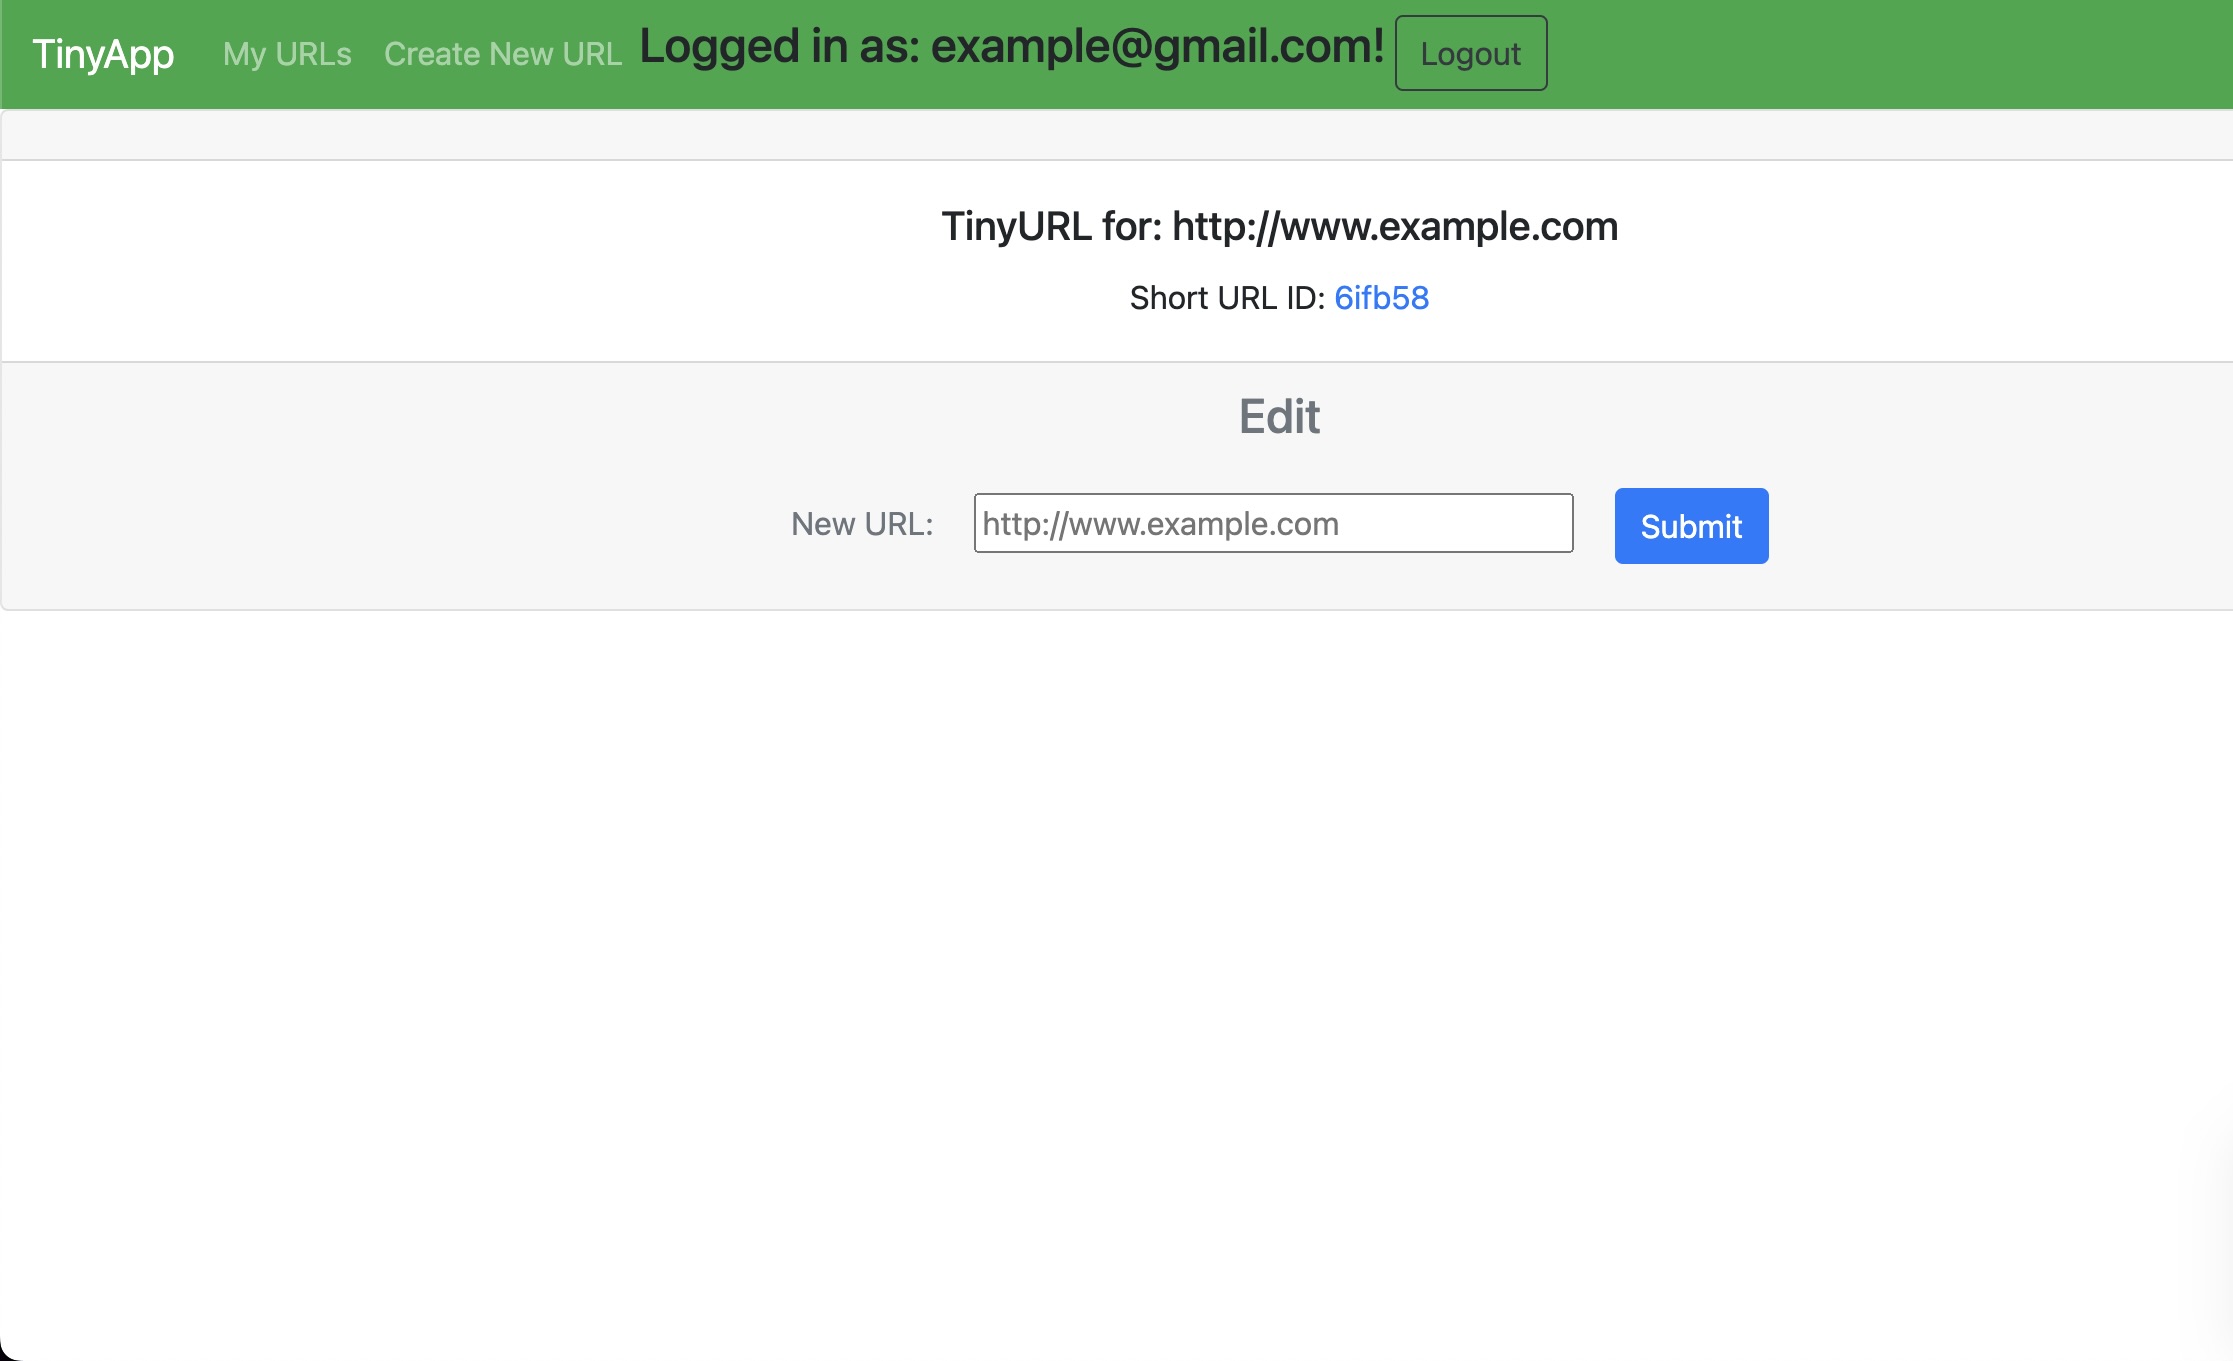 TinyApp My URLs Create New URL Logged in as: example@gmail.com! Logout
TinyURL for: http://www.example.com
Short URL ID: 6ifb58
Edit
New URL: http://www.example.com Submit